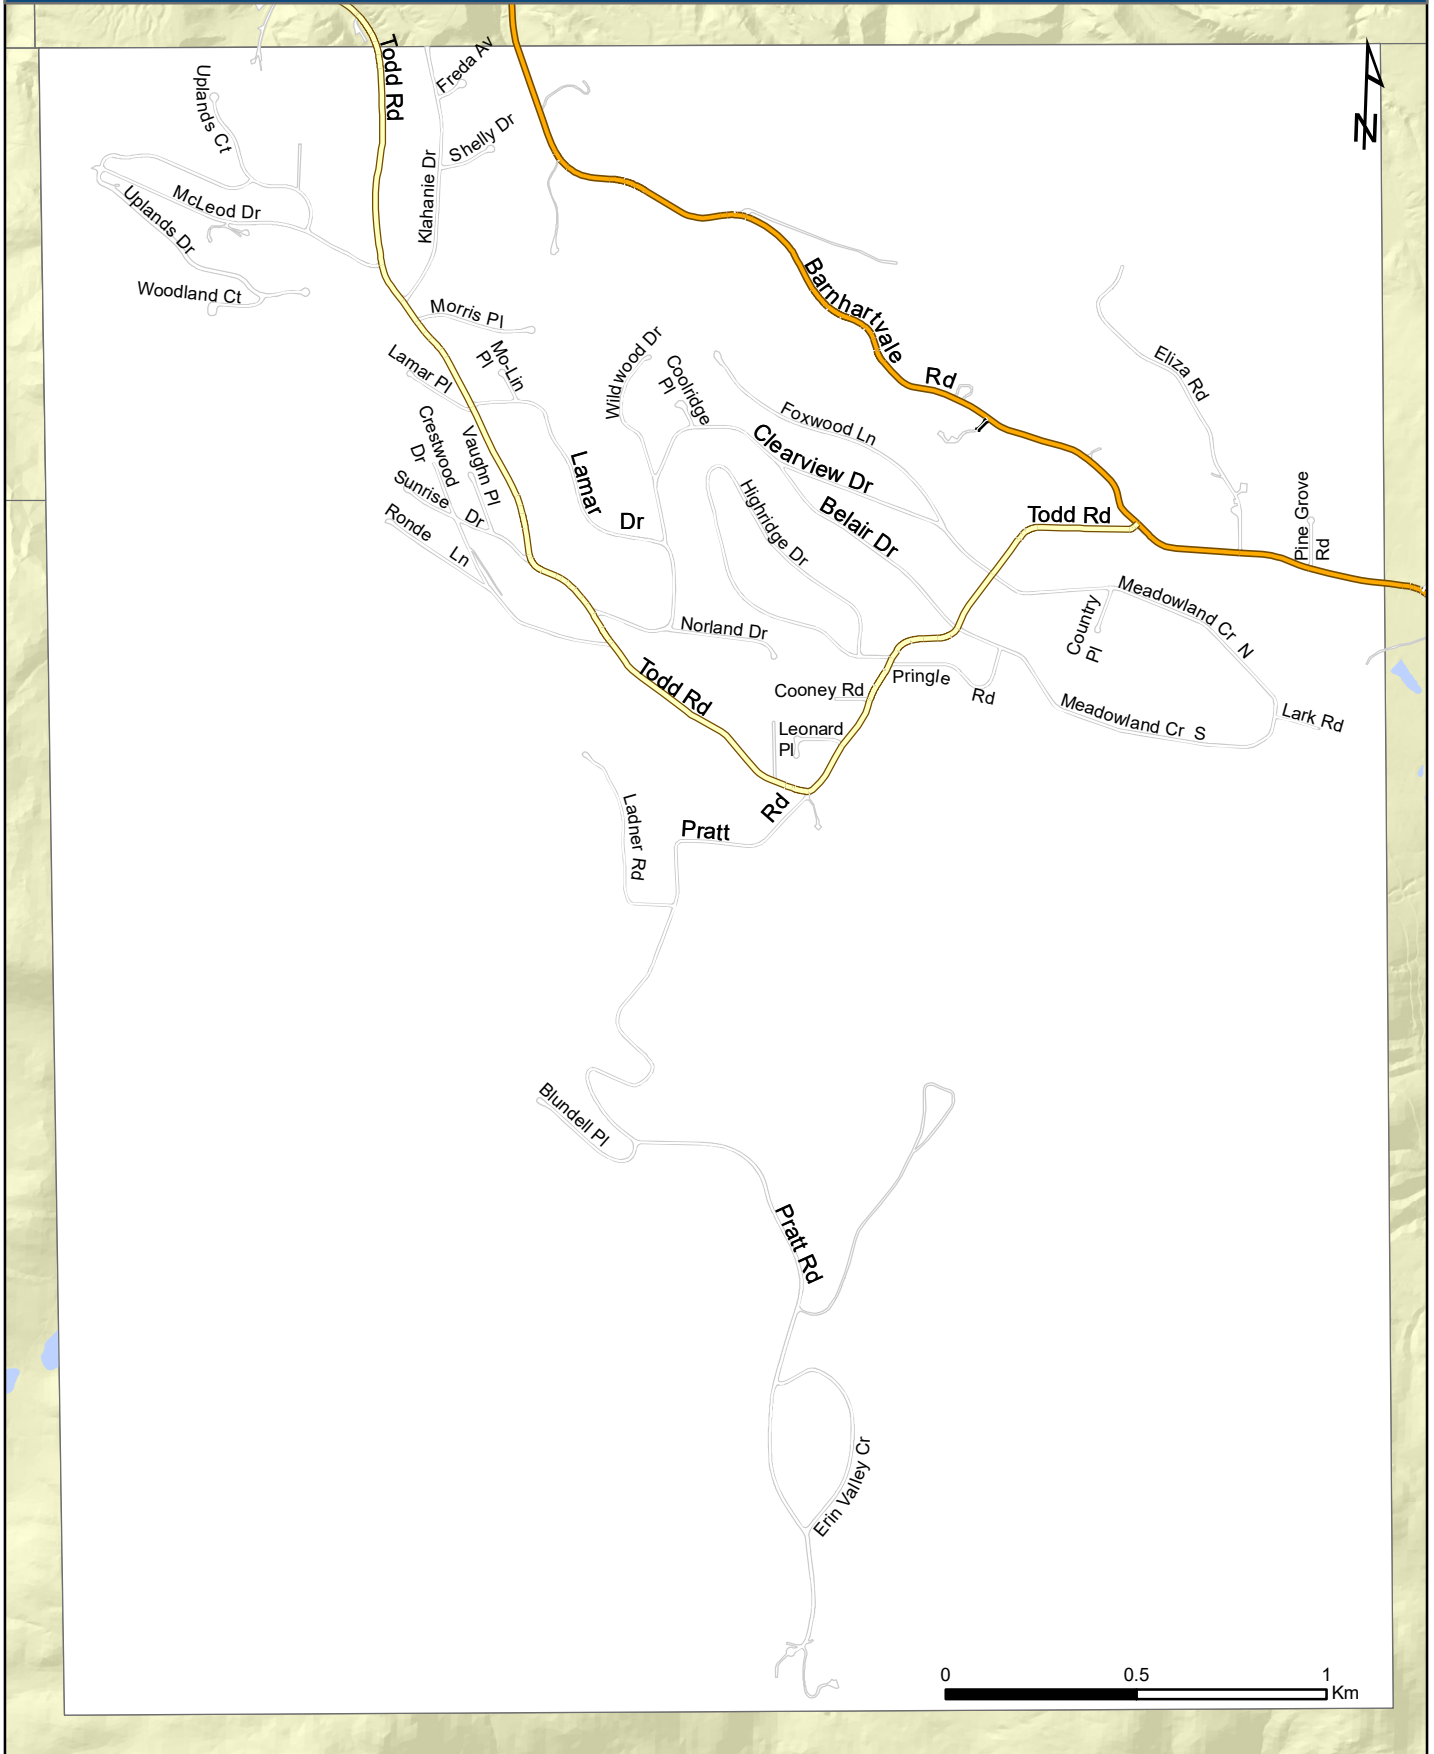 Todd Rd
Freda Av
Uplands Ct
Shelly Dr
Klahanie Dr
McLeod Dr
Uplands Dr
Woodland Ct
Morris Pl
Barnhartvale Rd
N
Mo-Lin
Pl
Lamar Pl
Wildwood Dr
Coolridge
Pl
Eliza Rd
Foxwood Ln
Crestwood
Dr
Vaughn Pl
Clearview Dr
Lamar Dr
Sunrise Dr
Highridge Dr
Belair Dr
Ronde Ln
Todd Rd
Pine Grove
Rd
Meadowland Cr N
Country
Pl
Norland Dr
Todd Rd
Cooney Rd
Pringle Rd
Meadowland Cr S
Lark Rd
Leonard
Pl
Ladner Rd
Pratt Rd
Blundell Pl
Pratt Rd
Erin Valley Cr
0 0.5 1
Km